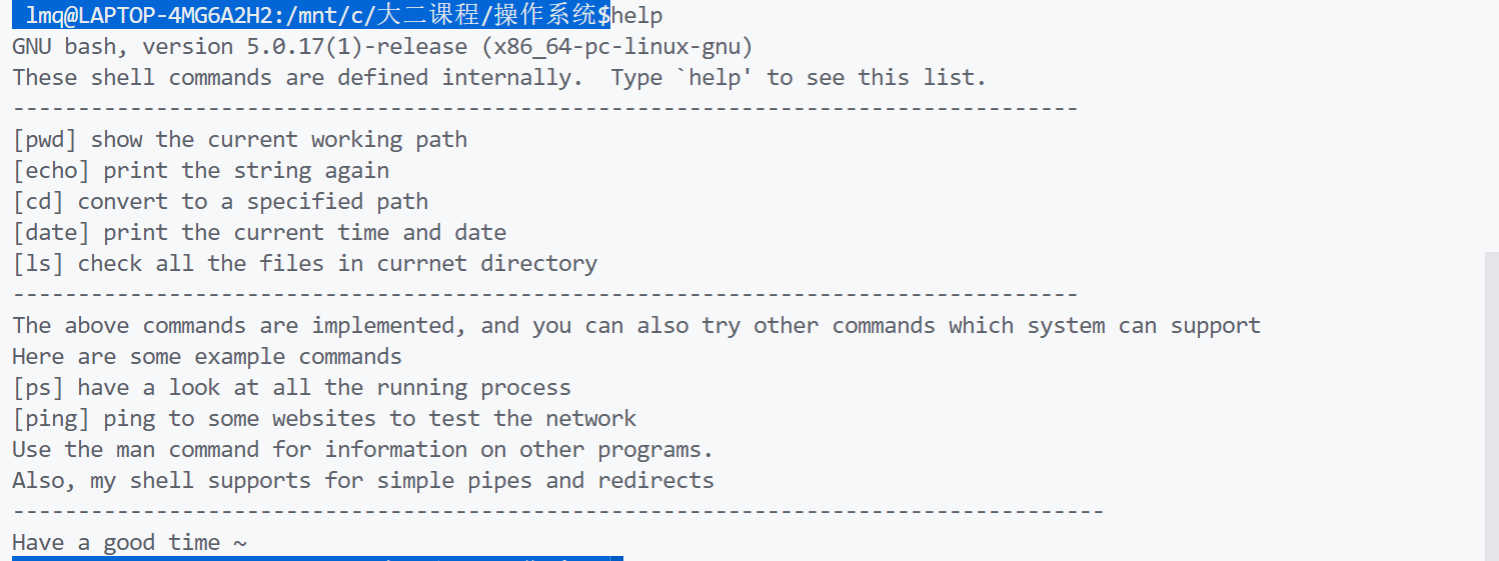 lmq@LAPTOP-4MG6A2H2:/mnt/c/大二课程/操作系统$help
GNU bash, version 5.0.17(1)-release (x86_64-pc-linux-gnu)
These shell commands are defined internally.  Type `help' to see this list.
----------------------------------------------------------------------------------
[pwd] show the current working path
[echo] print the string again
[cd] convert to a specified path
[date] print the current time and date
[ls] check all the files in currnet directory
----------------------------------------------------------------------------------
The above commands are implemented, and you can also try other commands which system can support
Here are some example commands
[ps] have a look at all the running process
[ping] ping to some websites to test the network
Use the man command for information on other programs.
Also, my shell supports for simple pipes and redirects
------------------------------------------------------------------------------------
Have a good time ~